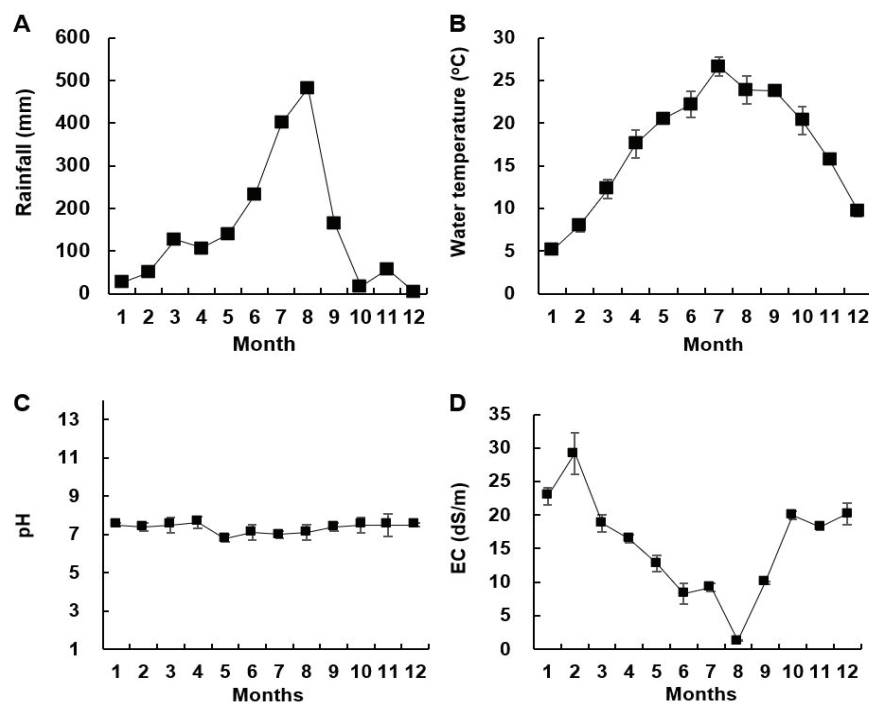 A
Rainfall (mm)
600
500
400
300
200
100
0
1 2 3 4 5 6 7 8 9 10 11 12
Month
B
Water temperature (ºC)
30
25
20
15
10
5
0
1 2 3 4 5 6 7 8 9 10 11 12
Month
C
pH
13
11
9
7
5
3
1
1 2 3 4 5 6 7 8 9 10 11 12
Months
D
EC (dS/m)
35
30
25
20
15
10
5
0
1 2 3 4 5 6 7 8 9 10 11 12
Months